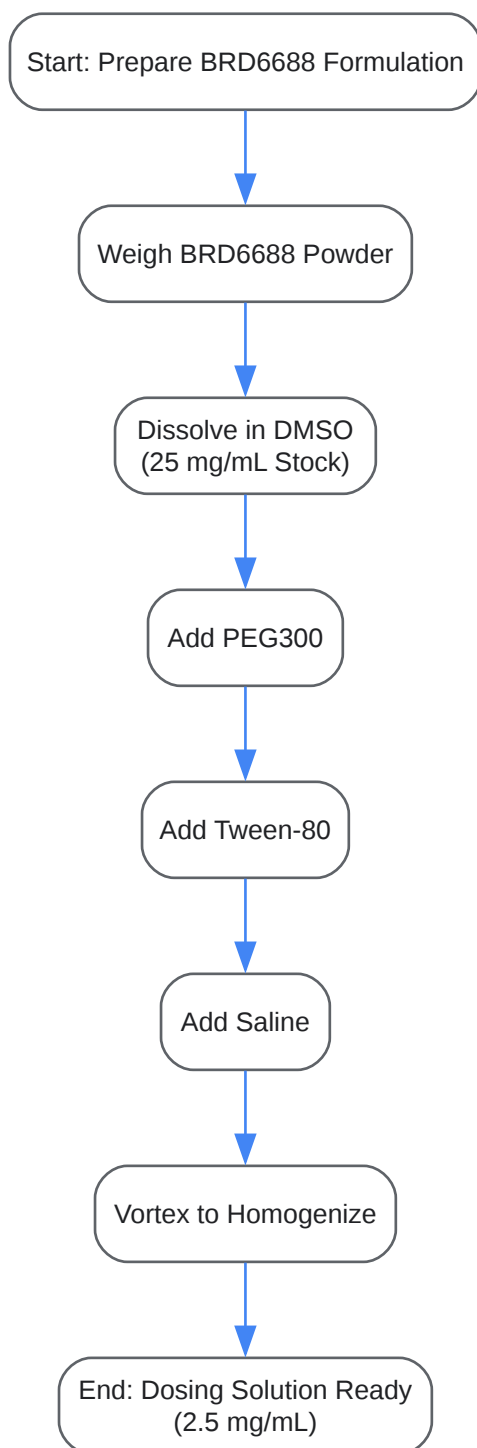 Start: Prepare BRD6688 Formulation
Weigh BRD6688 Powder
Dissolve in DMSO
(25 mg/mL Stock)
Add PEG300
Add Tween-80
Add Saline
Vortex to Homogenize
End: Dosing Solution Ready
(2.5 mg/mL)